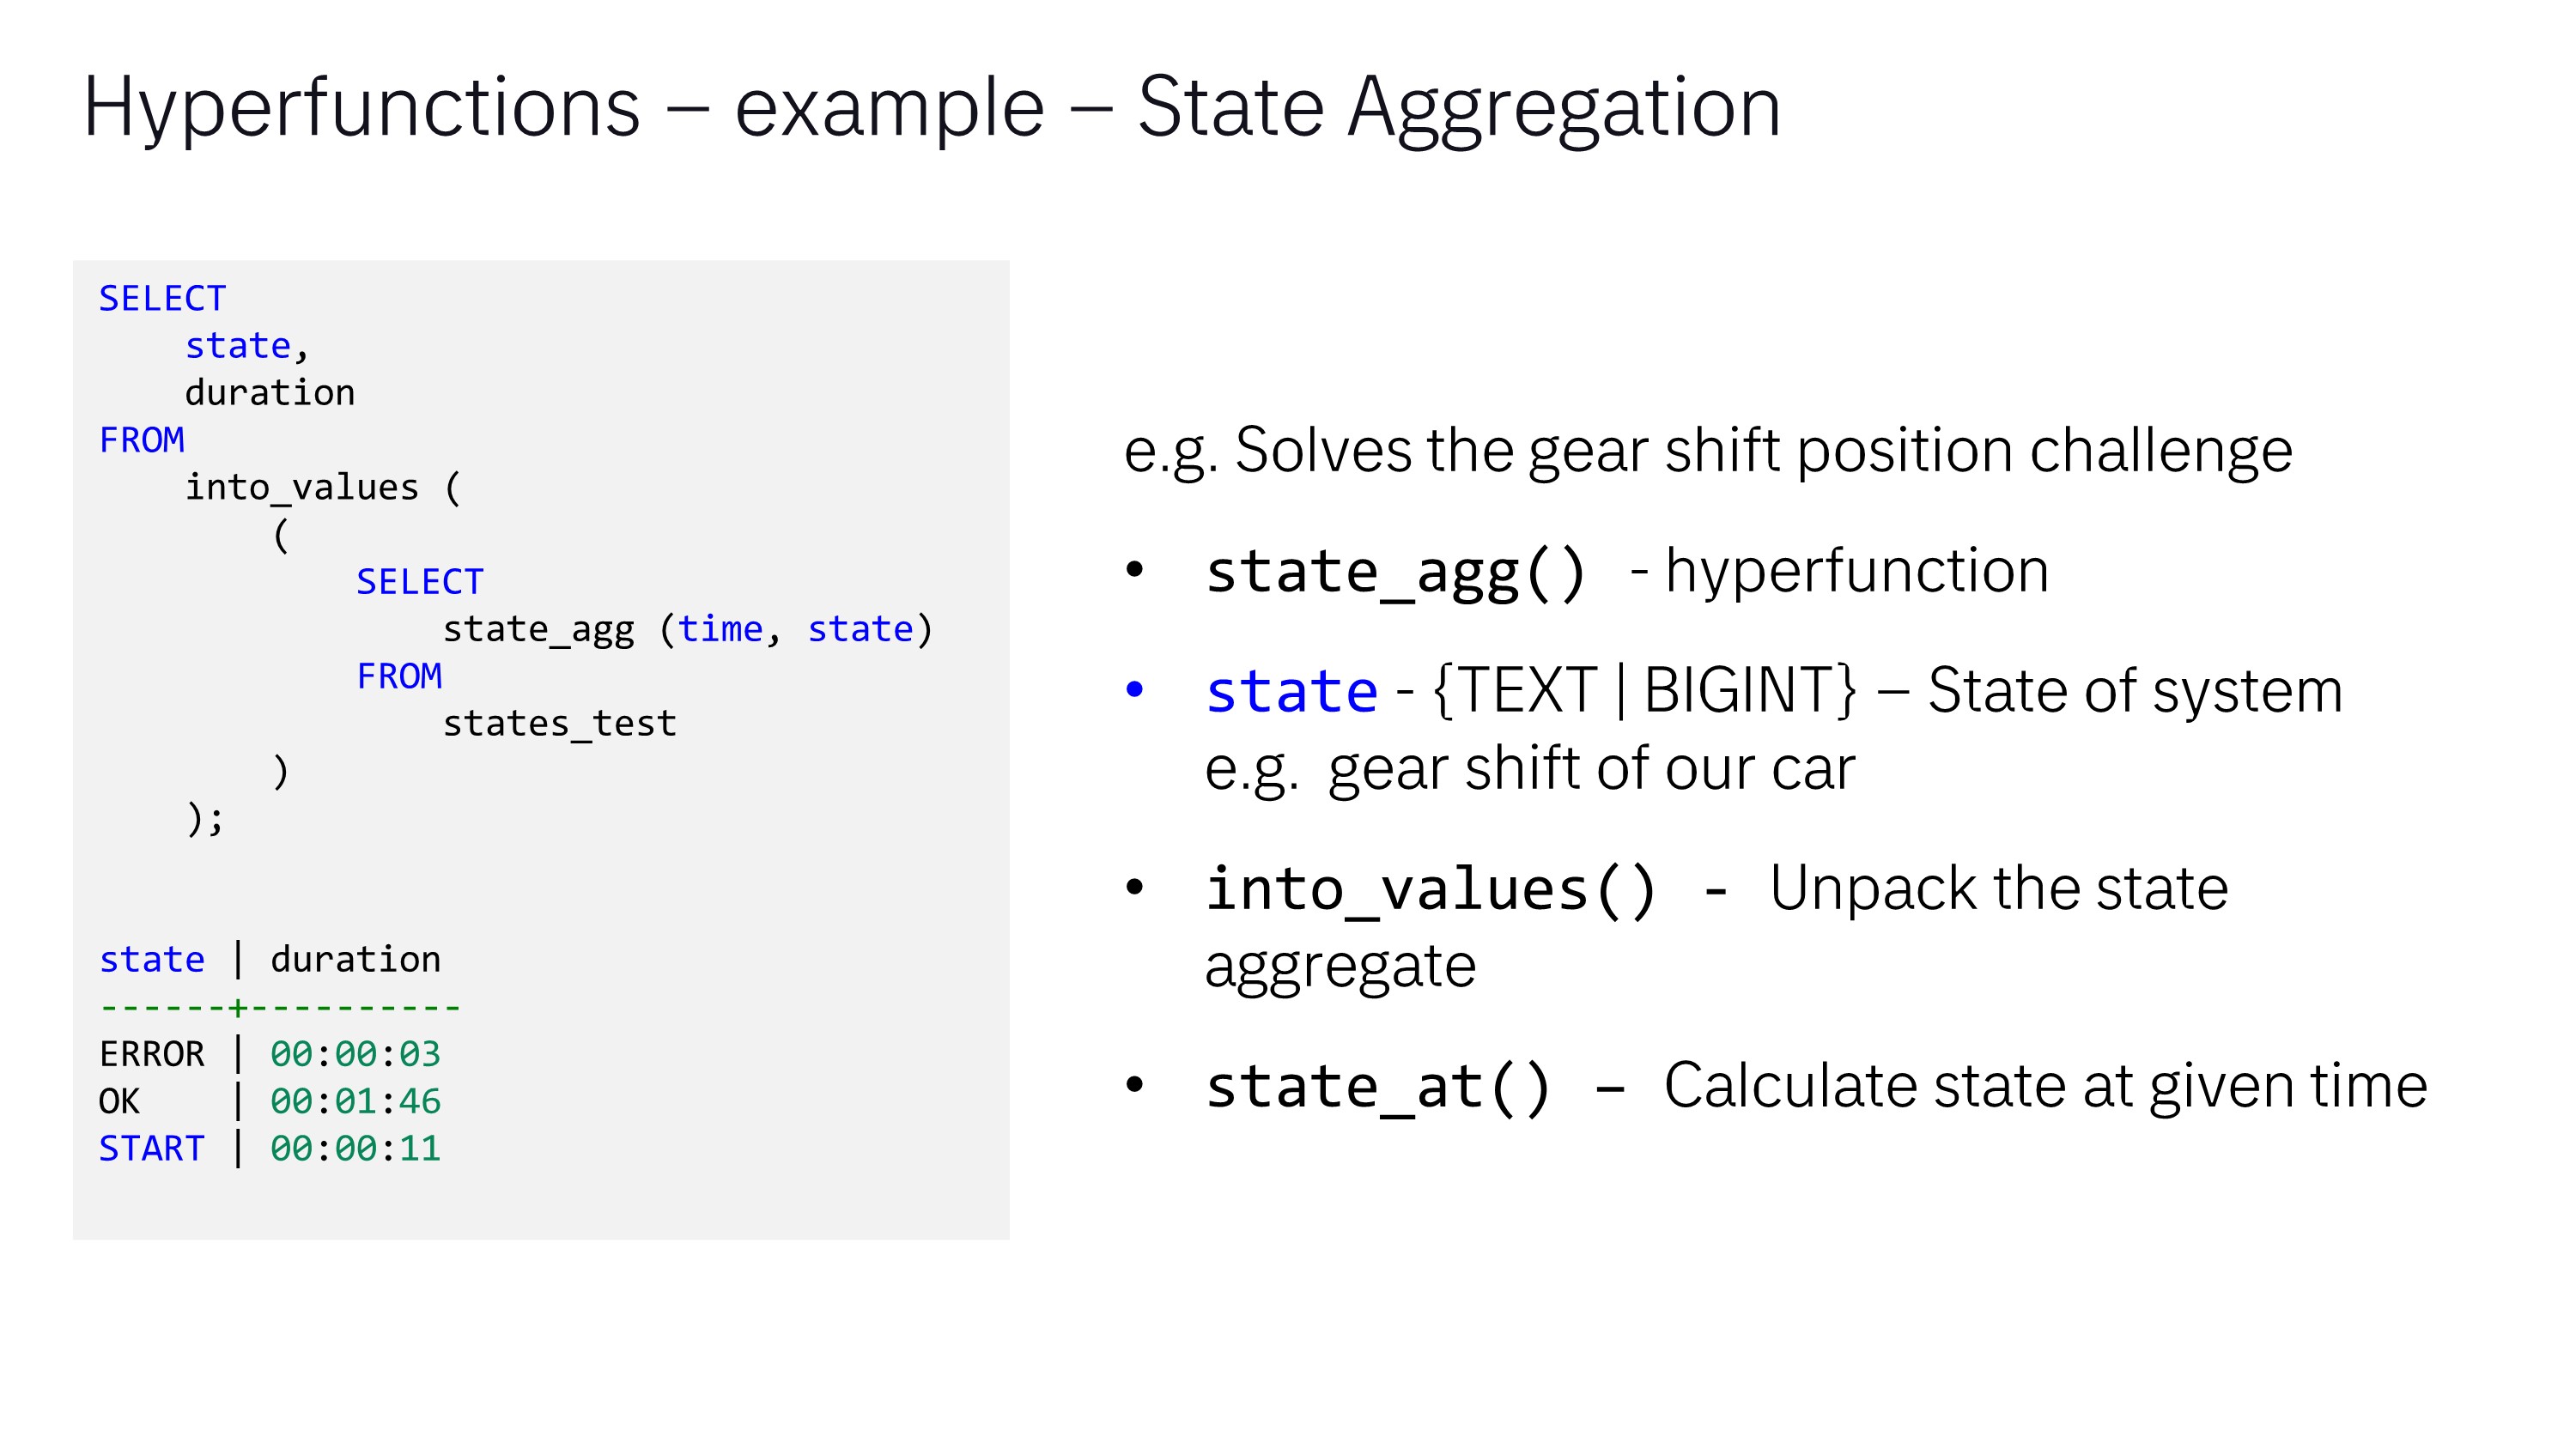 Hyperfunctions – example – State Aggregation
SELECT
state,
duration
FROM
into_values (
(
SELECT
state_agg (time, state)
FROM
states_test
)
);
state | duration
------+----------
ERROR | 00:00:03
OK    | 00:01:46
START | 00:00:11
e.g. Solves the gear shift position challenge
• state_agg() - hyperfunction
• state - {TEXT | BIGINT} – State of system
e.g.  gear shift of our car
• into_values() - Unpack the state
aggregate
• state_at() – Calculate state at given time